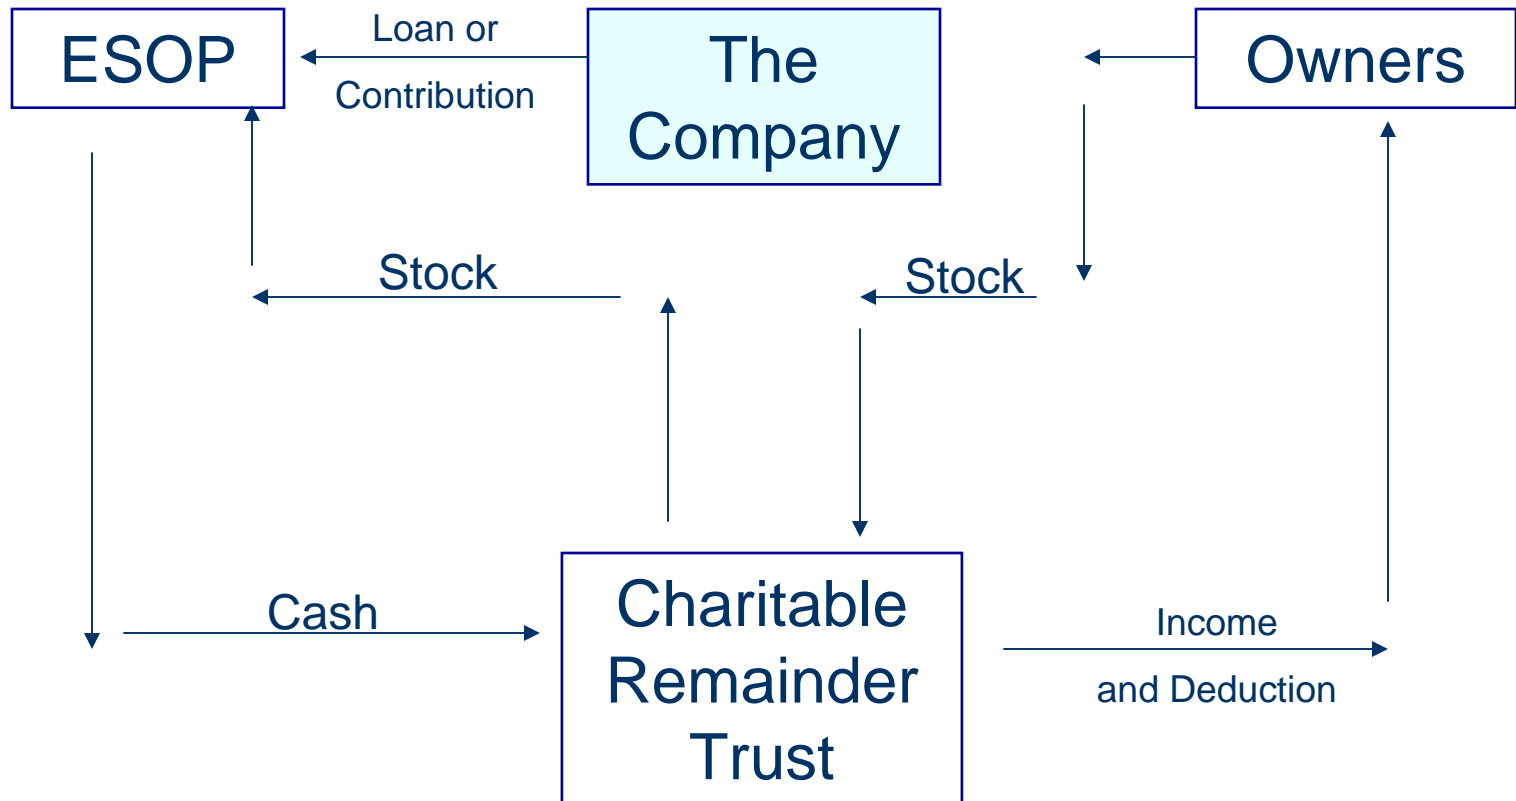 ESOP
Loan or
Contribution
The
Company
Owners
Stock
Stock
Cash
Charitable
Remainder
Trust
Income
and Deduction